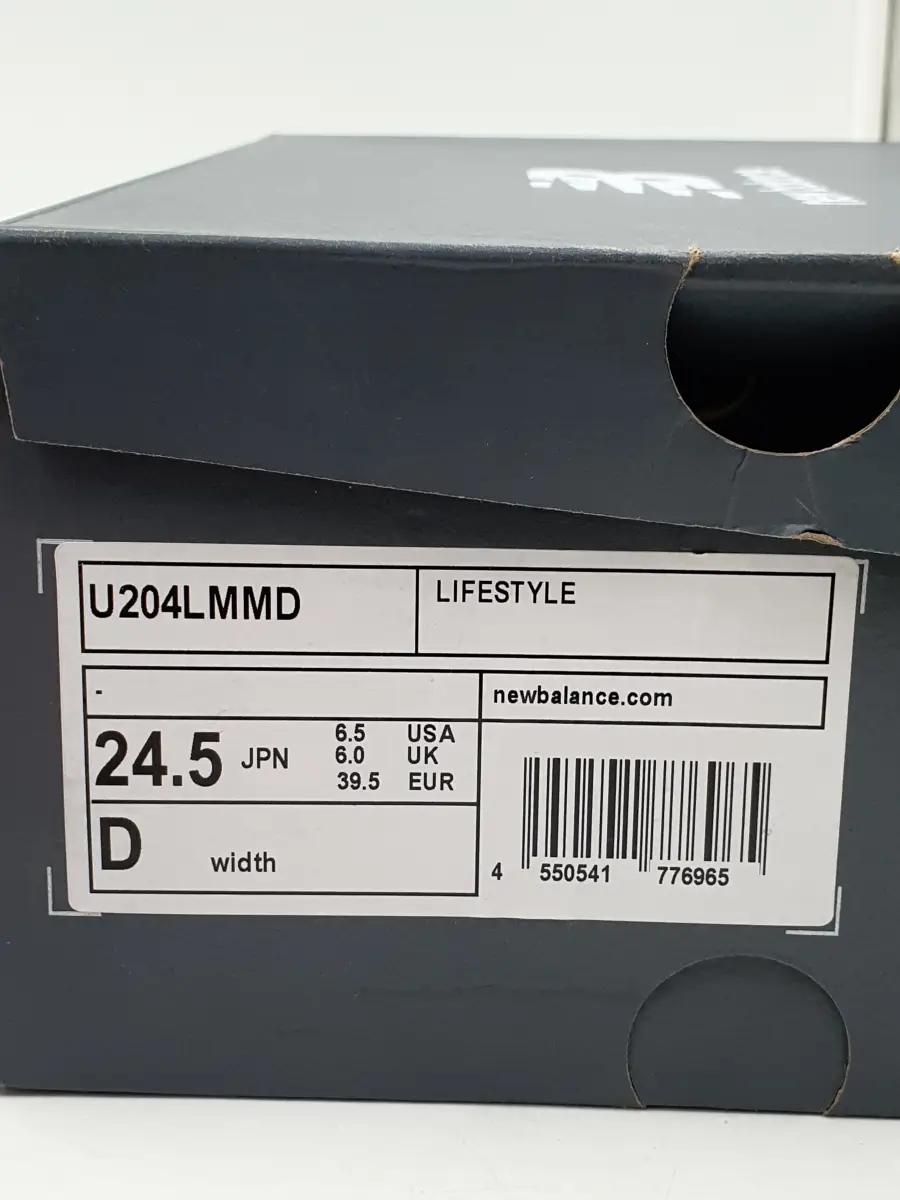 U204LMMD
LIFESTYLE
-
newbalance.com
24.5 JPN
6.5 USA
6.0 UK
39.5 EUR
D width
4 550541 776965